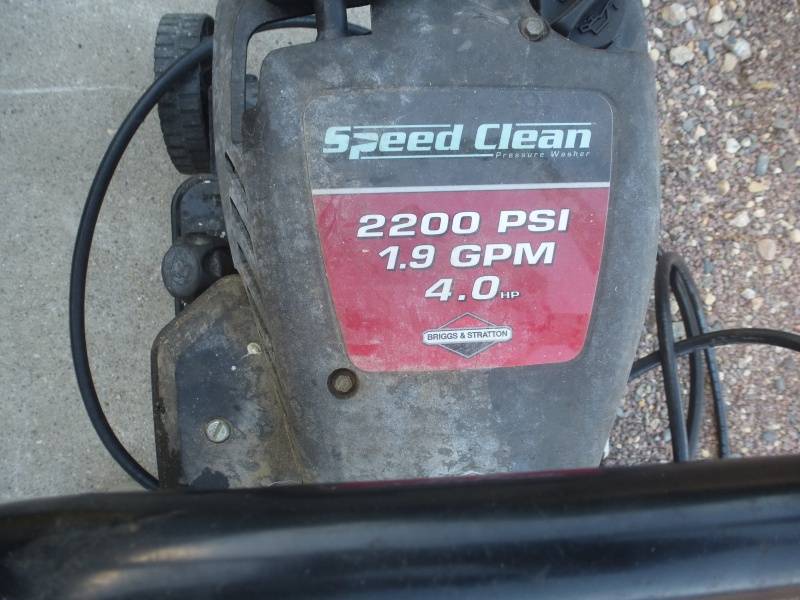 Speed Clean
Pressure Washer
2200 PSI
1.9 GPM
4.0 HP
BRIGGS & STRATTON